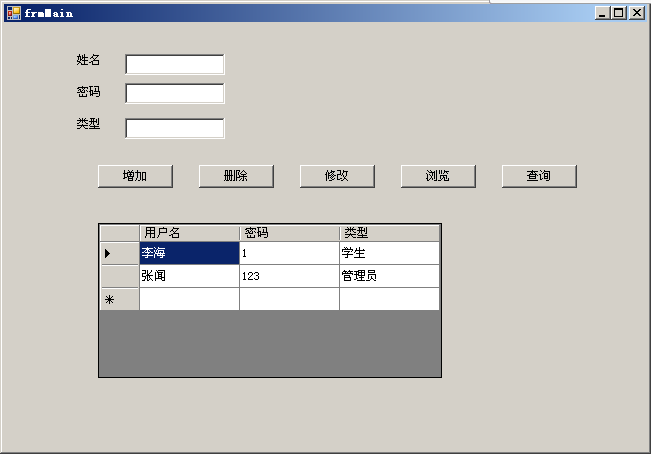 frmMain
姓名
密码
类型
增加 删除 修改 浏览 查询
用户名 密码 类型
李海 1 学生
张闻 123 管理员